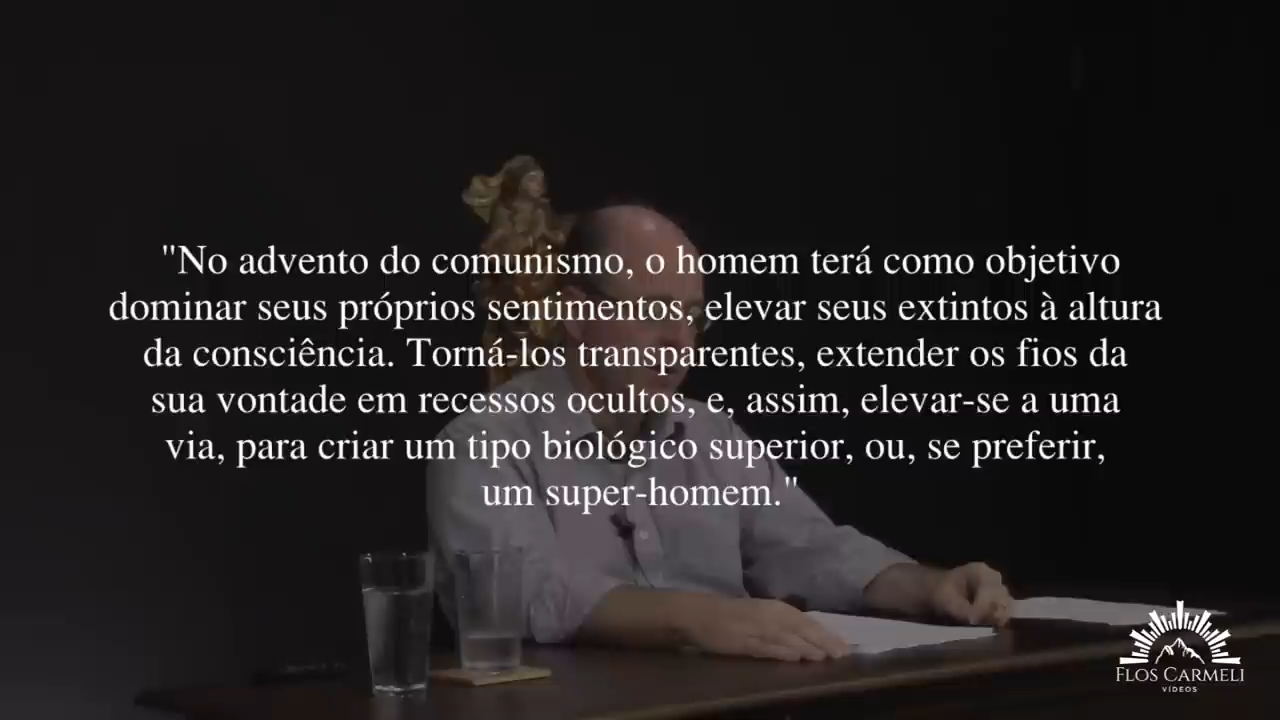 "No advento do comunismo, o homem terá como objetivo
dominar seus próprios sentimentos, elevar seus extintos à altura
da consciência. Torná-los transparentes, extender os fios da
sua vontade em recessos ocultos, e, assim, elevar-se a uma
via, para criar um tipo biológico superior, ou, se preferir,
um super-homem."
FLOS CARMELI
VÍDEOS